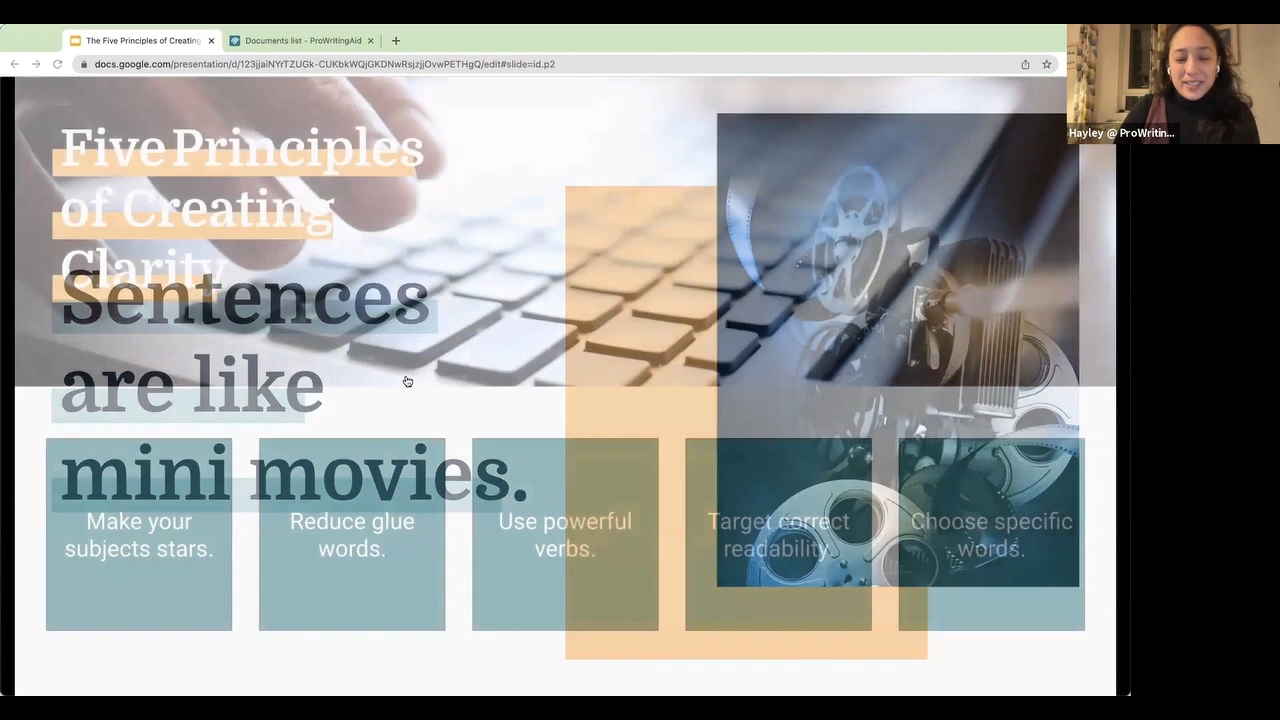 The Five Principles of Creating
Documents list - ProWritingAid
docs.google.com/presentation/d/123jjalNYrTZUGk-CUKbkWQjGKDNwRsjzjjOvwPETHgQ/edit#slide=id.p2
Hayley @ ProWritin...
Five Principles
of Creating
Clarity
Sentences
are like
mini movies.
Make your
subjects stars.
Reduce glue
words.
Use powerful
verbs.
Target correct
readability.
Choose specific
words.